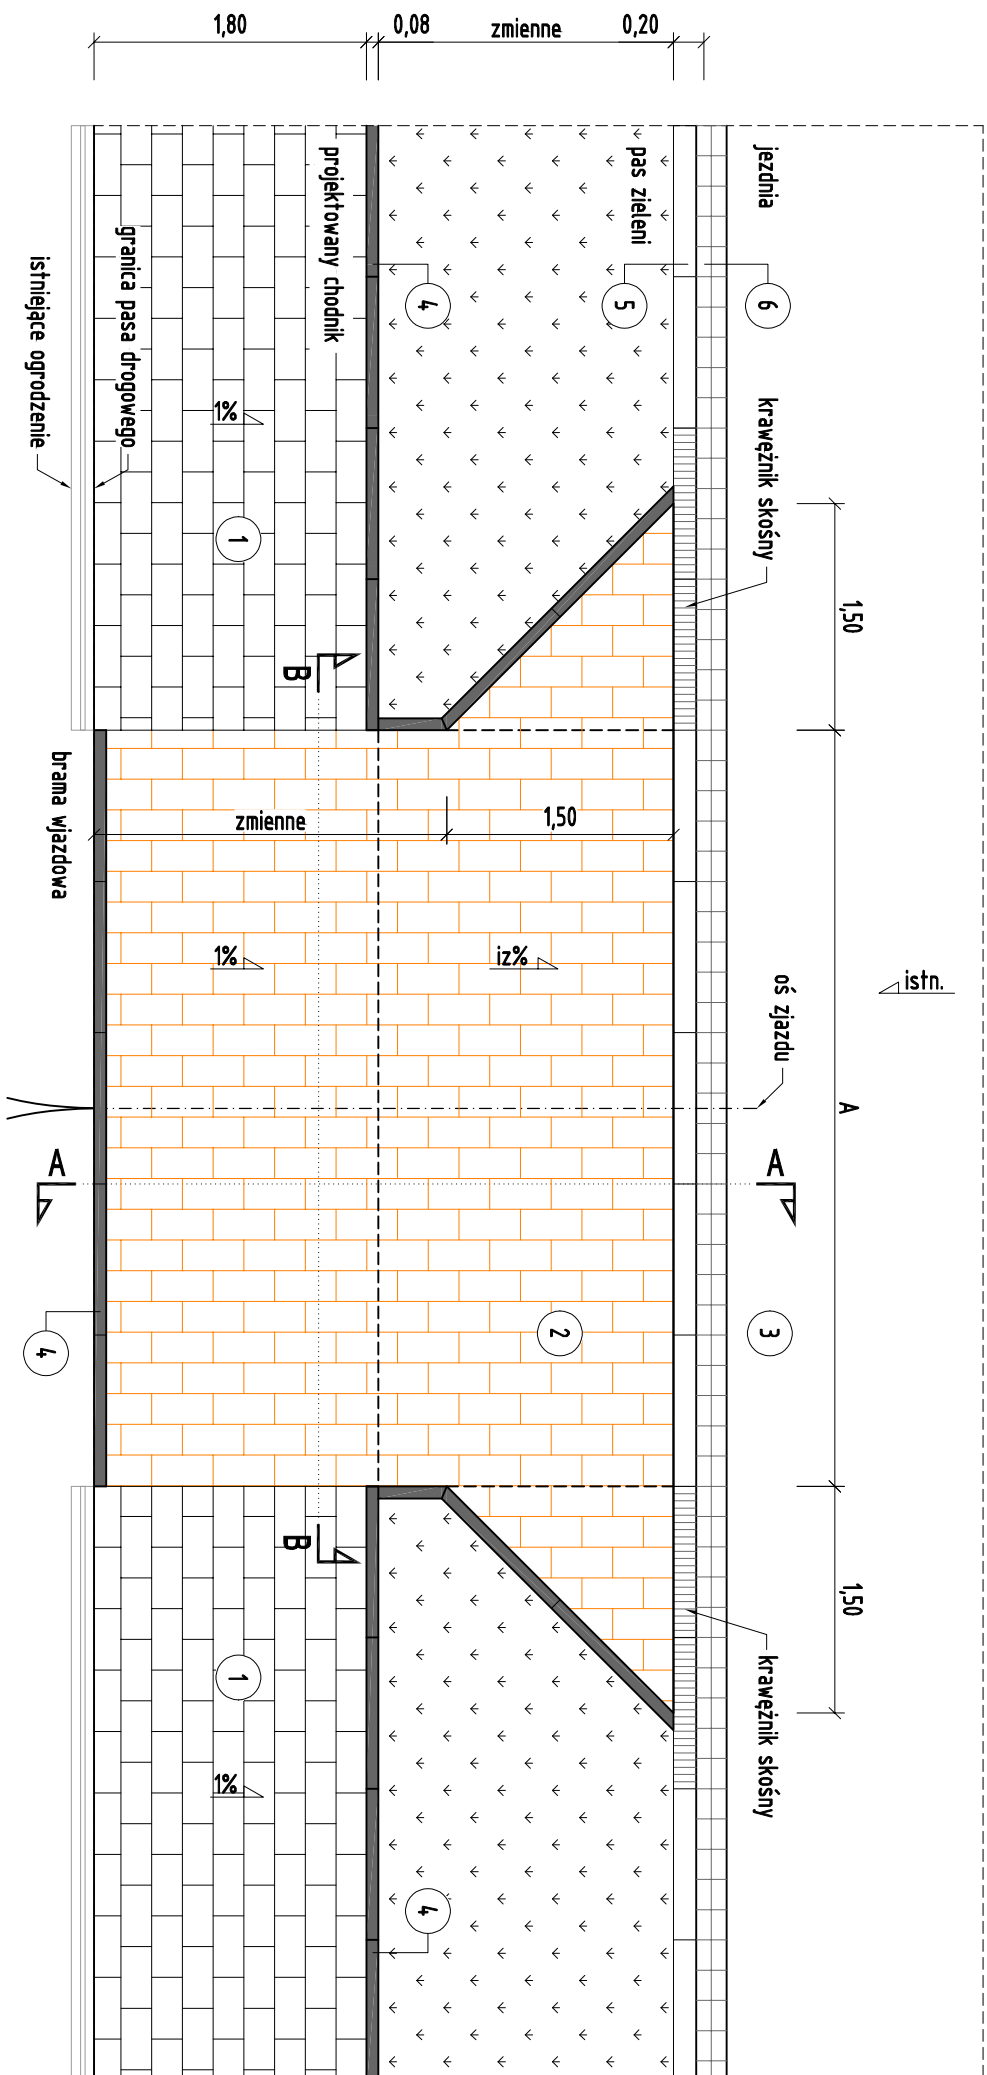 1,80
0,08
zmienne
0,20
jezdnia
pas zieleni
projektowany chodnik
granica pasa drogowego
istniejące ogrodzenie
6
5
4
krawężnik skośny
1%
1
1,50
B
brama wjazdowa
zmienne
1,50
1%
iz%
istn.
oś zjazdu
A
A
A
4
2
3
B
1,50
krawężnik skośny
1
1%
4